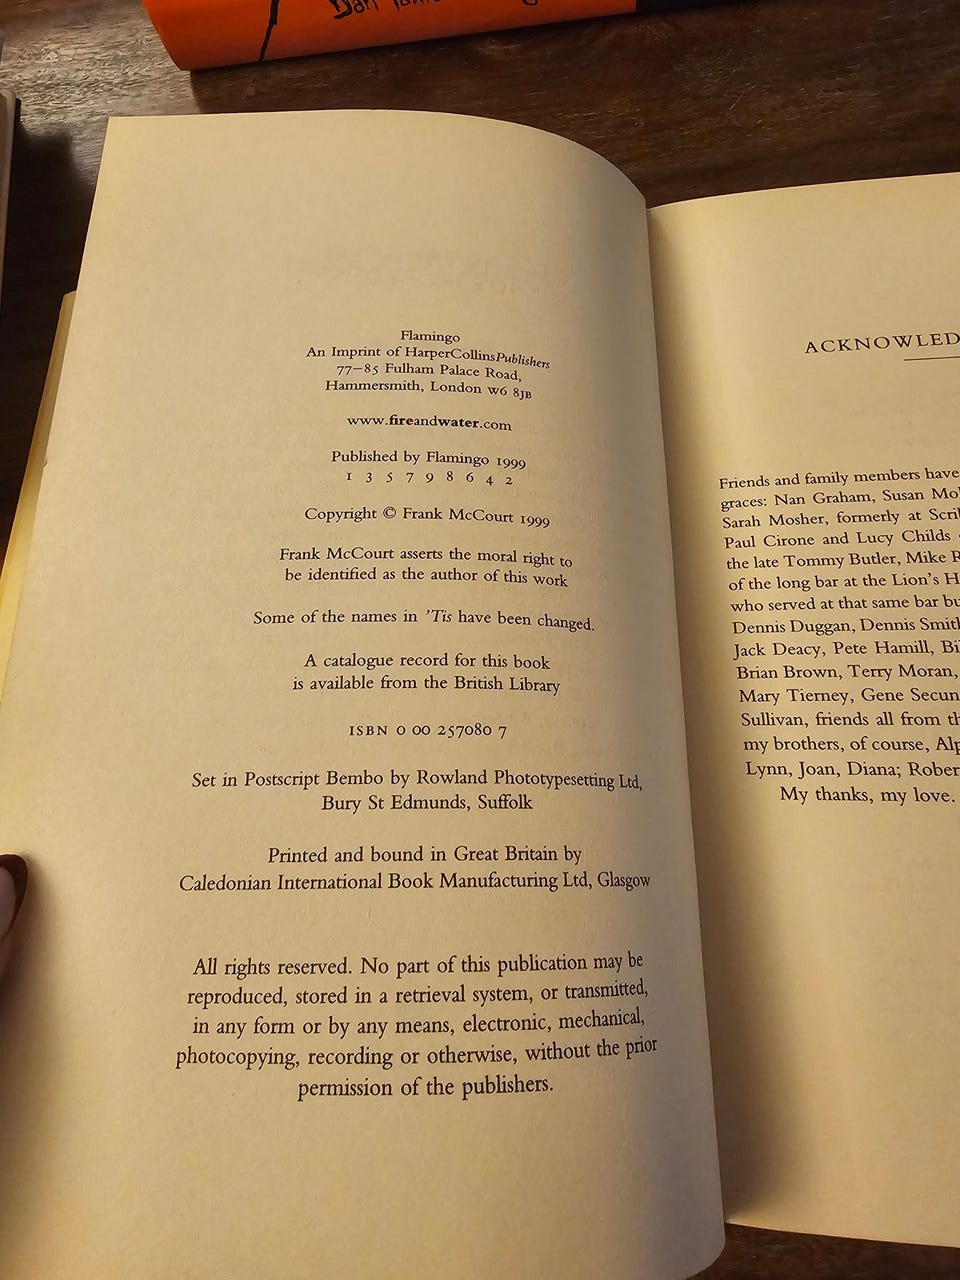 Dan
Flamingo
An Imprint of HarperCollinsPublishers
77–85 Fulham Palace Road,
Hammersmith, London W6 8JB
www.fireandwater.com
Published by Flamingo 1999
1 3 5 7 9 8 6 4 2
Copyright © Frank McCourt 1999
Frank McCourt asserts the moral right to
be identified as the author of this work
Some of the names in 'Tis have been changed.
A catalogue record for this book
is available from the British Library
ISBN 0 00 257080 7
Set in Postscript Bembo by Rowland Phototypesetting Ltd,
Bury St Edmunds, Suffolk
Printed and bound in Great Britain by
Caledonian International Book Manufacturing Ltd, Glasgow
All rights reserved. No part of this publication may be
reproduced, stored in a retrieval system, or transmitted,
in any form or by any means, electronic, mechanical,
photocopying, recording or otherwise, without the prior
permission of the publishers.
ACKNOWLED
Friends and family members have
graces: Nan Graham, Susan Mo
Sarah Mosher, formerly at Scri
Paul Cirone and Lucy Childs
the late Tommy Butler, Mike R
of the long bar at the Lion's H
who served at that same bar bu
Dennis Duggan, Dennis Smith
Jack Deacy, Pete Hamill, Bi
Brian Brown, Terry Moran,
Mary Tierney, Gene Secun
Sullivan, friends all from th
my brothers, of course, Alp
Lynn, Joan, Diana; Rober
My thanks, my love.